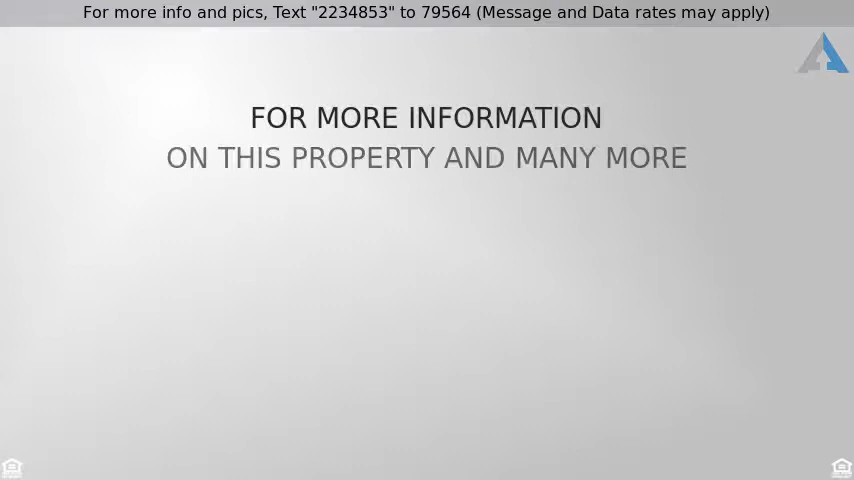 For more info and pics, Text "2234853" to 79564 (Message and Data rates may apply)
FOR MORE INFORMATION
ON THIS PROPERTY AND MANY MORE